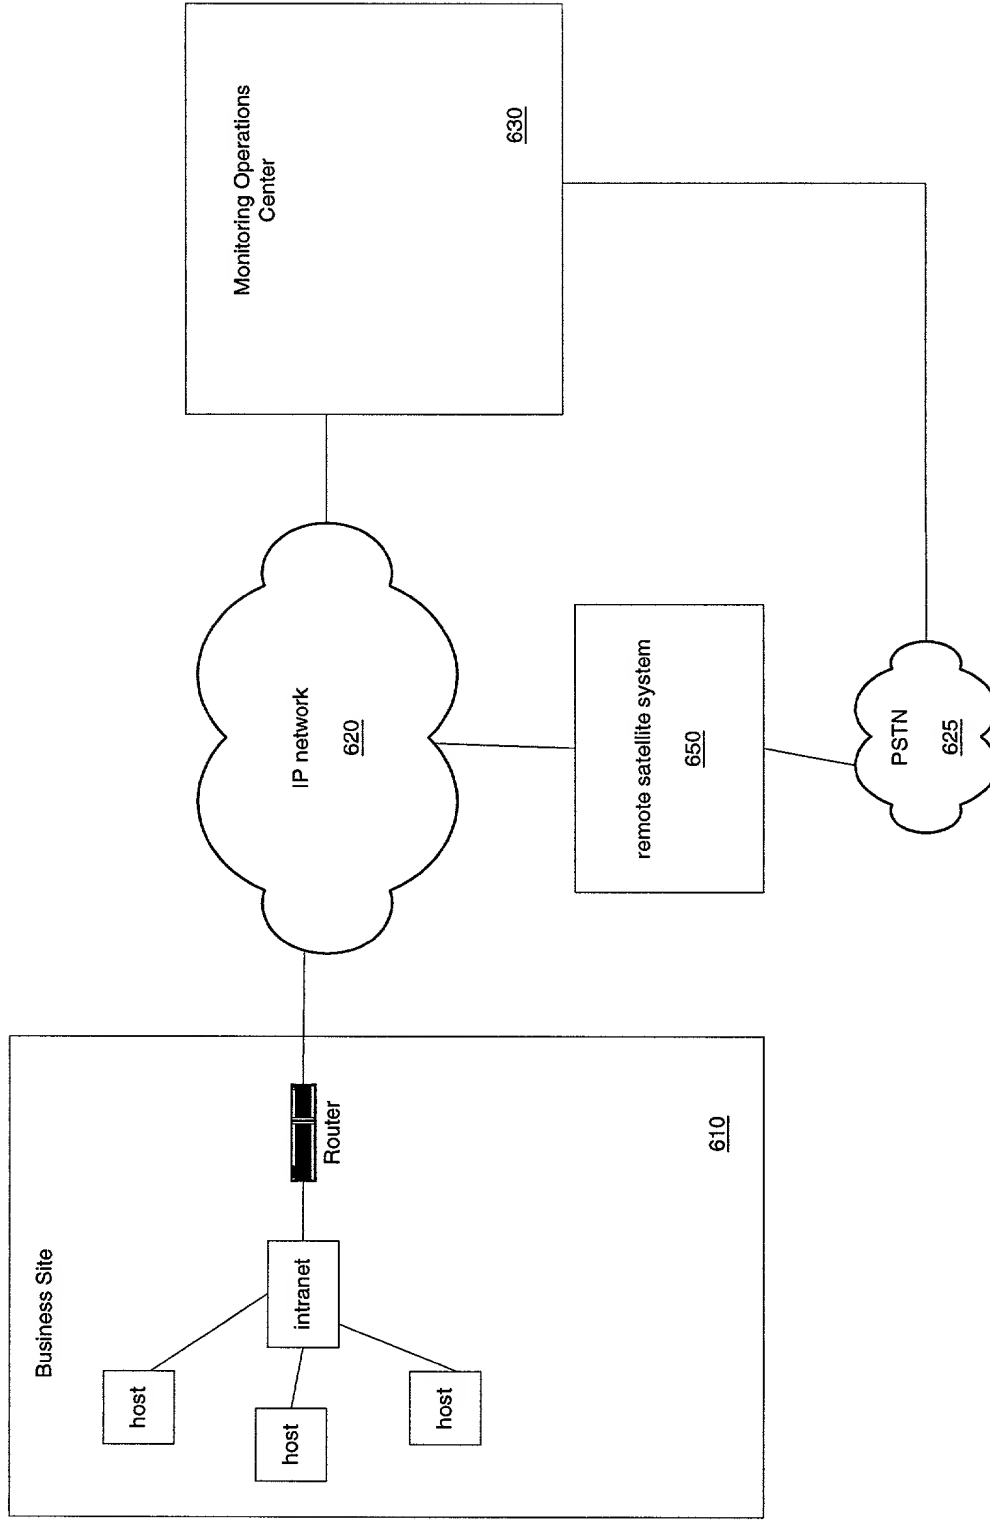 Business Site
host
host
host
intranet
Router
610
IP network
620
remote satellite system
650
PSTN
625
Monitoring Operations
Center
630